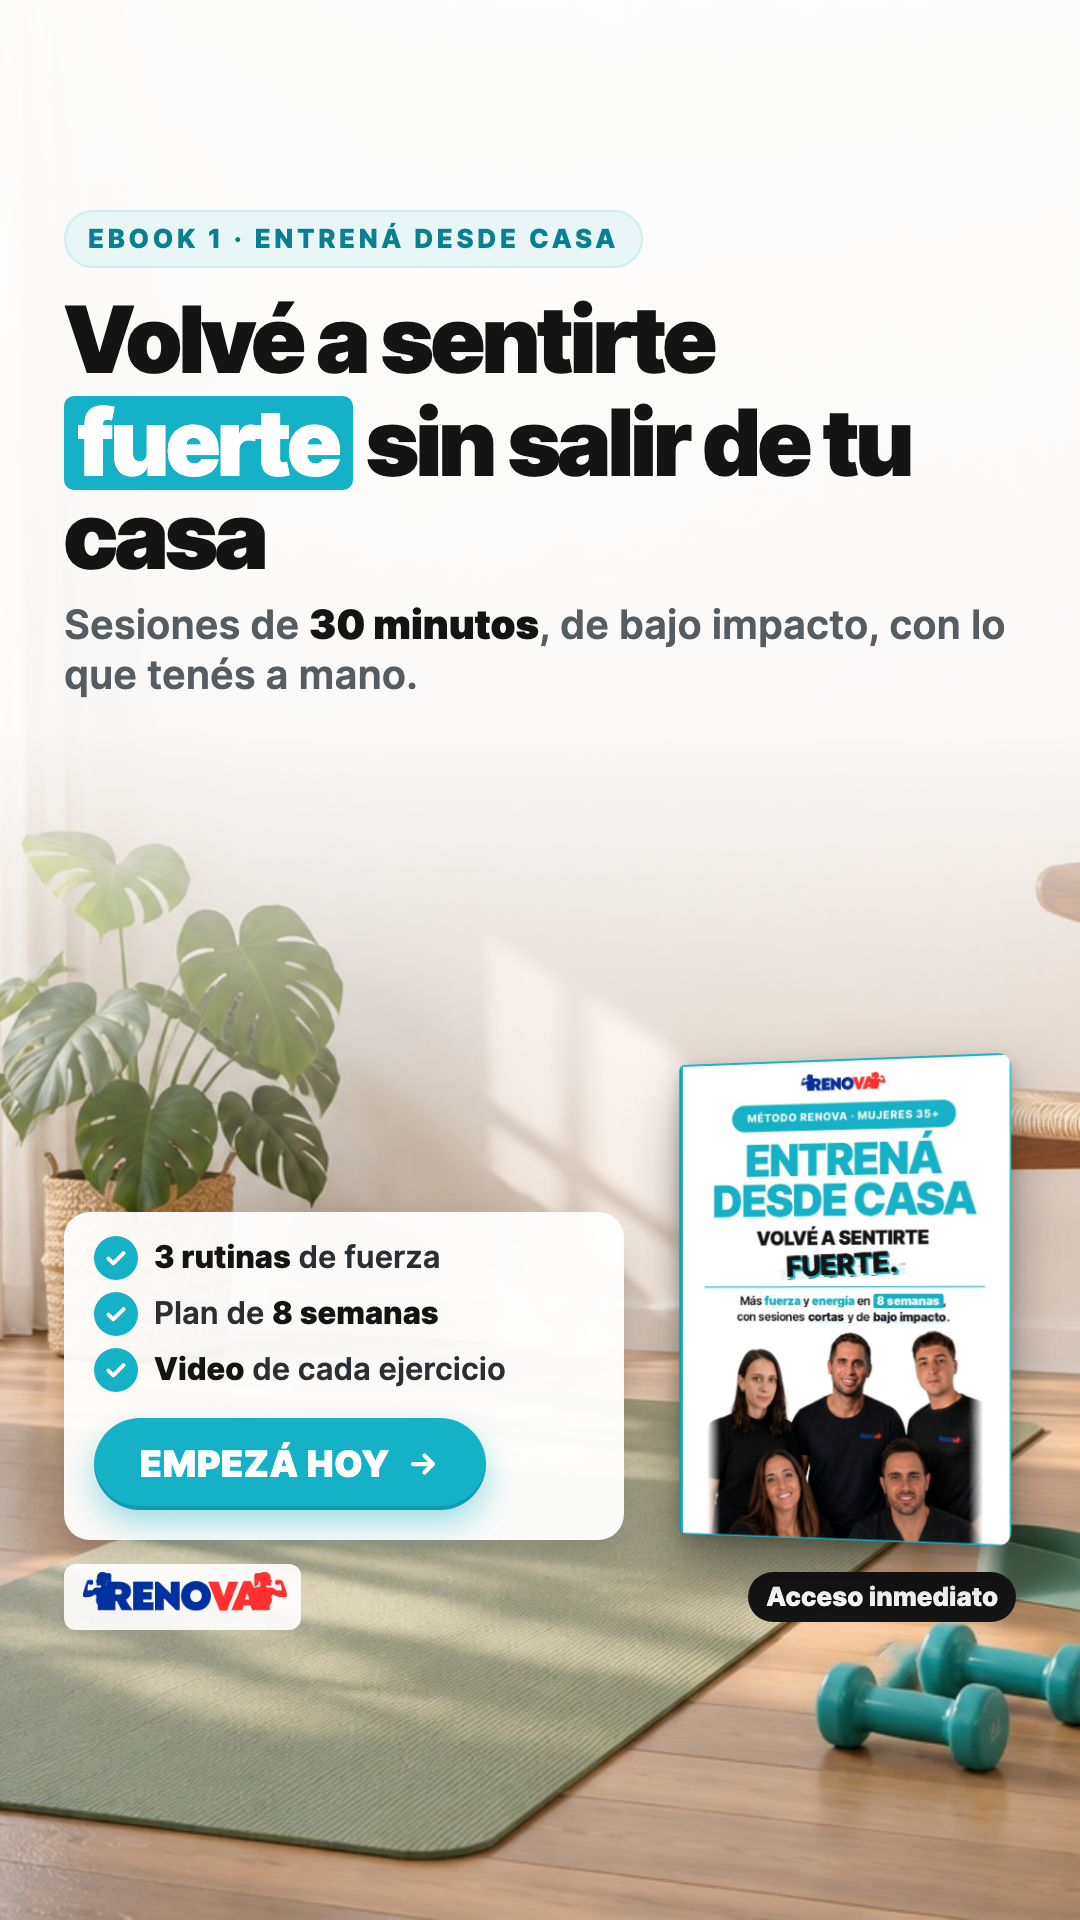 EBOOK 1 · ENTRENÁ DESDE CASA
Volvé a sentirte
fuerte sin salir de tu
casa
Sesiones de 30 minutos, de bajo impacto, con lo
que tenés a mano.
3 rutinas de fuerza
Plan de 8 semanas
Video de cada ejercicio
EMPEZÁ HOY →
RENOVA
RENOVA
MÉTODO RENOVA · MUJERES 35+
ENTRENÁ
DESDE CASA
VOLVÉ A SENTIRTE
FUERTE.
Más fuerza y energía en 8 semanas,
con sesiones cortas y de bajo impacto.
Acceso inmediato